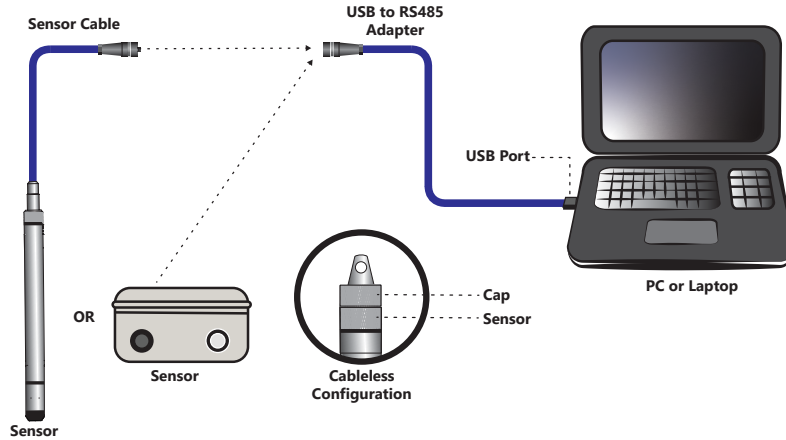 Sensor Cable
USB to RS485
Adapter
USB Port
PC or Laptop
OR
Sensor
Cap
Sensor
Cableless
Configuration
Sensor